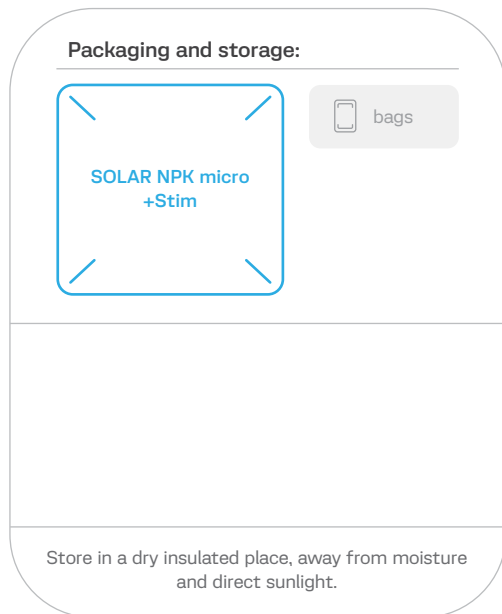 Packaging and storage:
SOLAR NPK micro
+Stim
bags
Store in a dry insulated place, away from moisture
and direct sunlight.